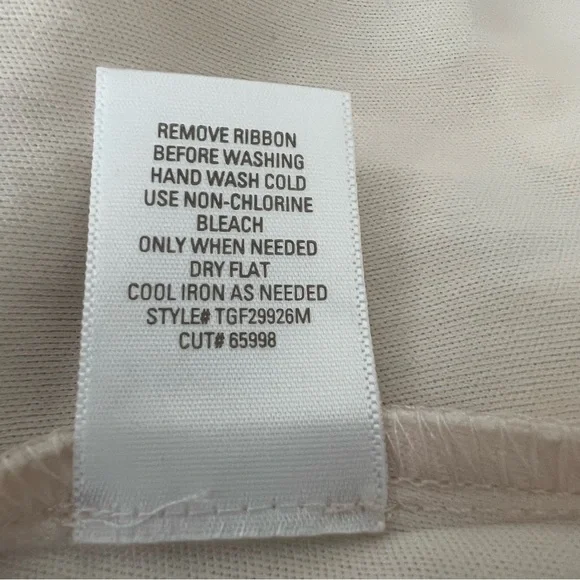 REMOVE RIBBON
BEFORE WASHING
HAND WASH COLD
USE NON-CHLORINE
BLEACH
ONLY WHEN NEEDED
DRY FLAT
COOL IRON AS NEEDED
STYLE# TGF29926M
CUT# 65998